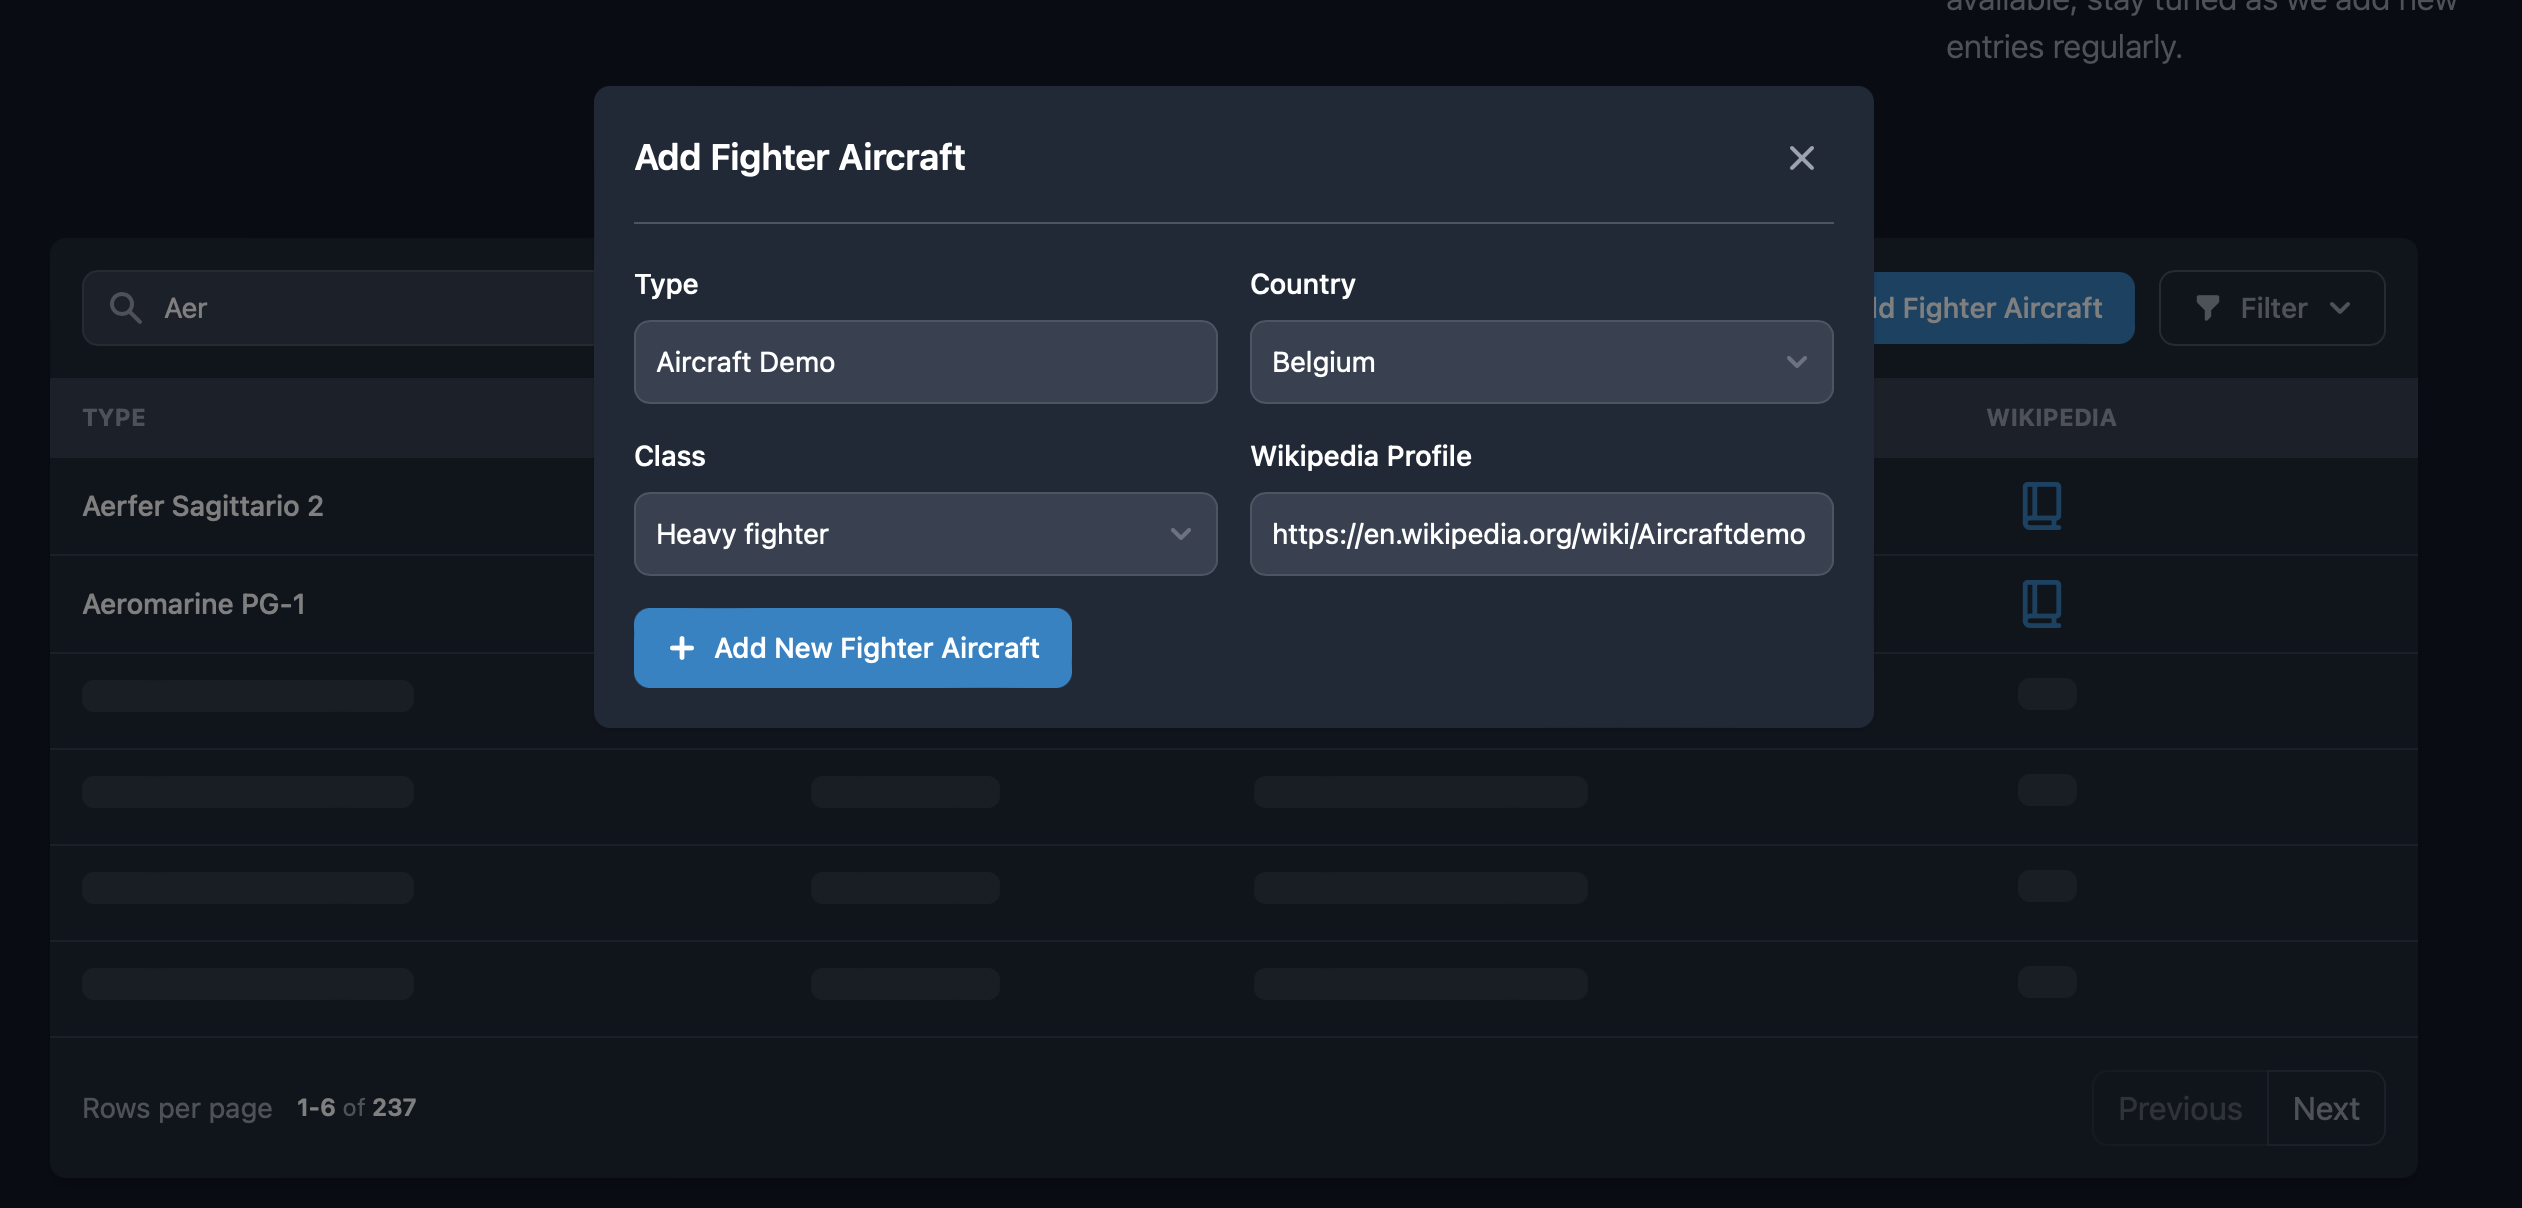 entries regularly.
Add Fighter Aircraft
Type
Country
Aircraft Demo
Belgium
Class
Wikipedia Profile
Heavy fighter
https://en.wikipedia.org/wiki/Aircraftdemo
Add New Fighter Aircraft
Aer
Fighter Aircraft
Filter
TYPE
WIKIPEDIA
Aerfer Sagittario 2
Aeromarine PG-1
Rows per page 1-6 of 237
Previous
Next